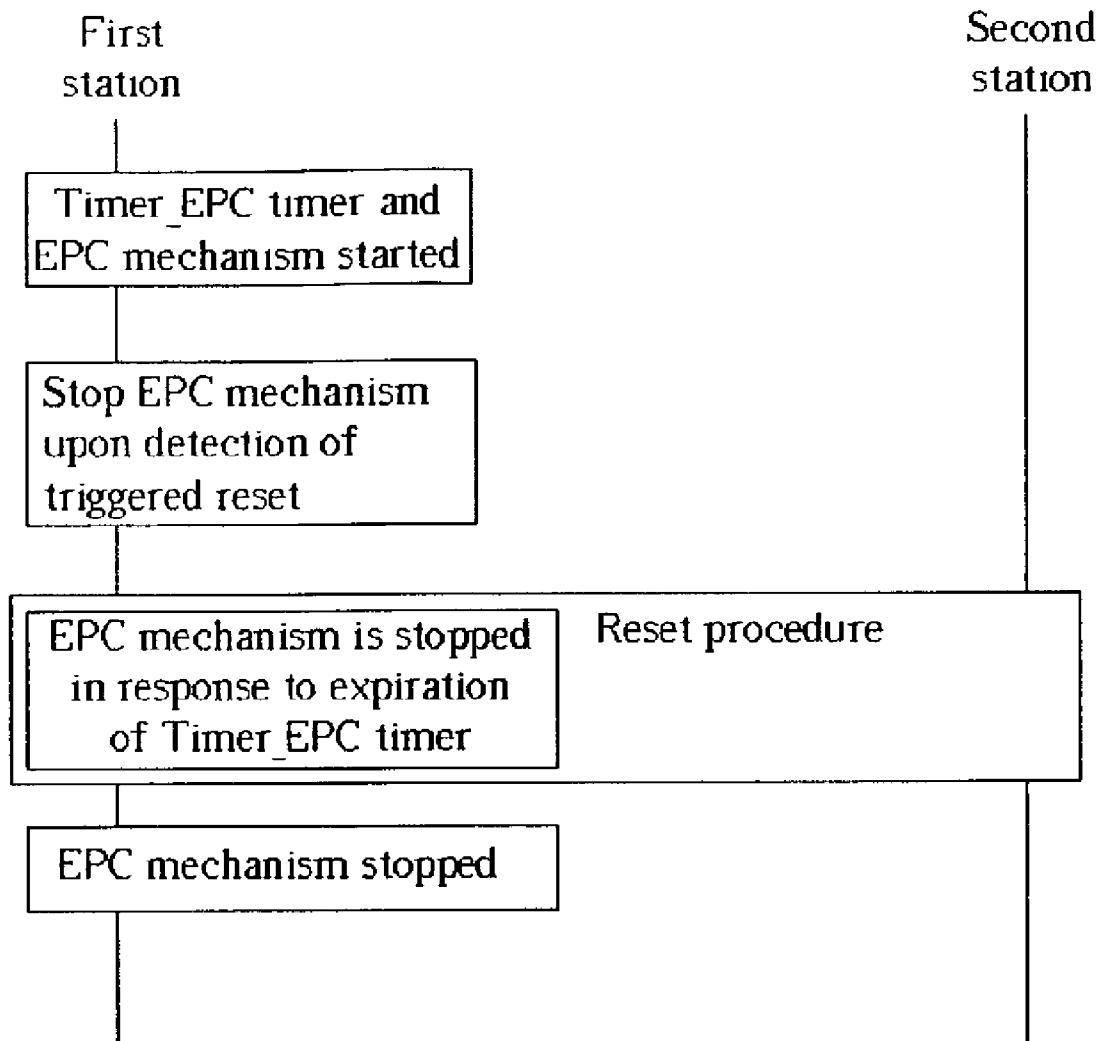 First
station
Second
station
Timer_EPC timer and
EPC mechanism started
Stop EPC mechanism
upon detection of
triggered reset
EPC mechanism is stopped
in response to expiration
of Timer_EPC timer
Reset procedure
EPC mechanism stopped